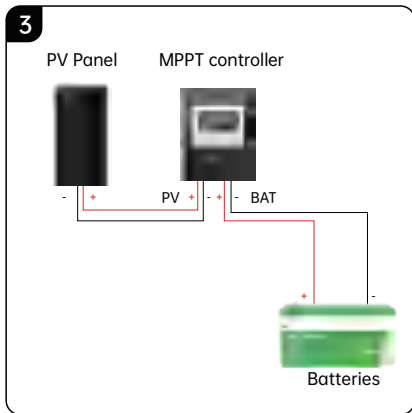 3
PV Panel MPPT controller
- + PV + - + - BAT
+ -
Batteries